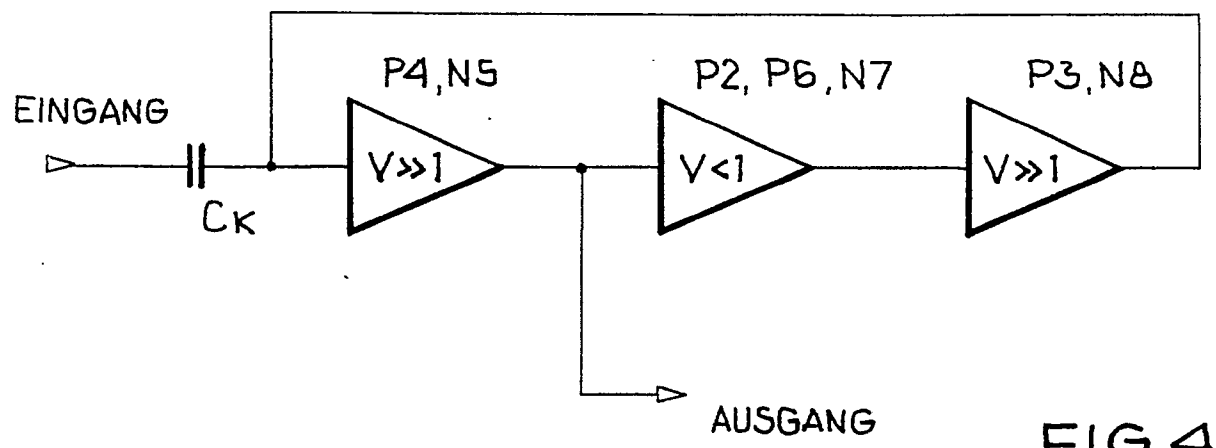 P4, N5
P2, P6, N7
P3, N8
EINGANG
V≫1
V<1
V≫1
CK
AUSGANG
FIG.4